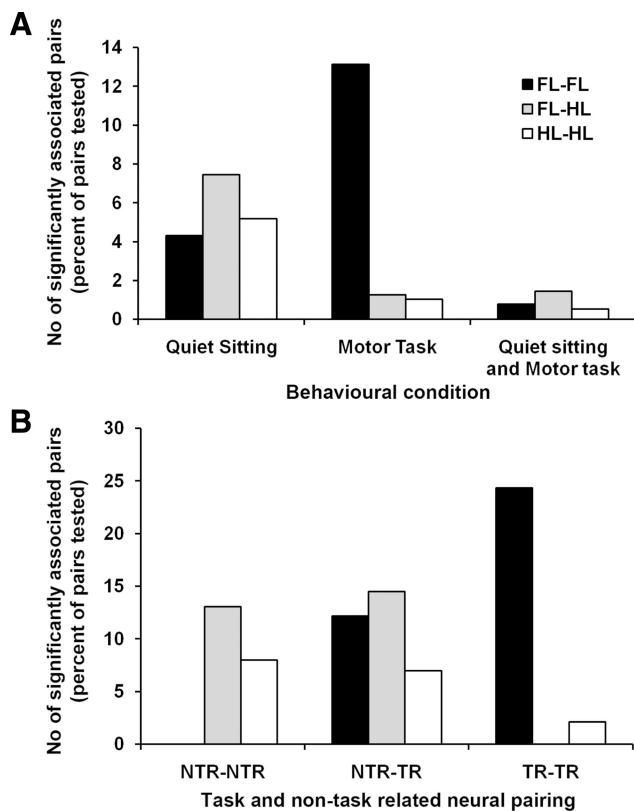 A
No of significantly associated pairs
(percent of pairs tested)
14
12
10
8
6
4
2
0
FL-FL
FL-HL
HL-HL
Quiet Sitting
Motor Task
Quiet sitting
and Motor task
Behavioural condition
B
No of significantly associated pairs
(percent of pairs tested)
30
25
20
15
10
5
0
NTR-NTR
NTR-TR
TR-TR
Task and non-task related neural pairing